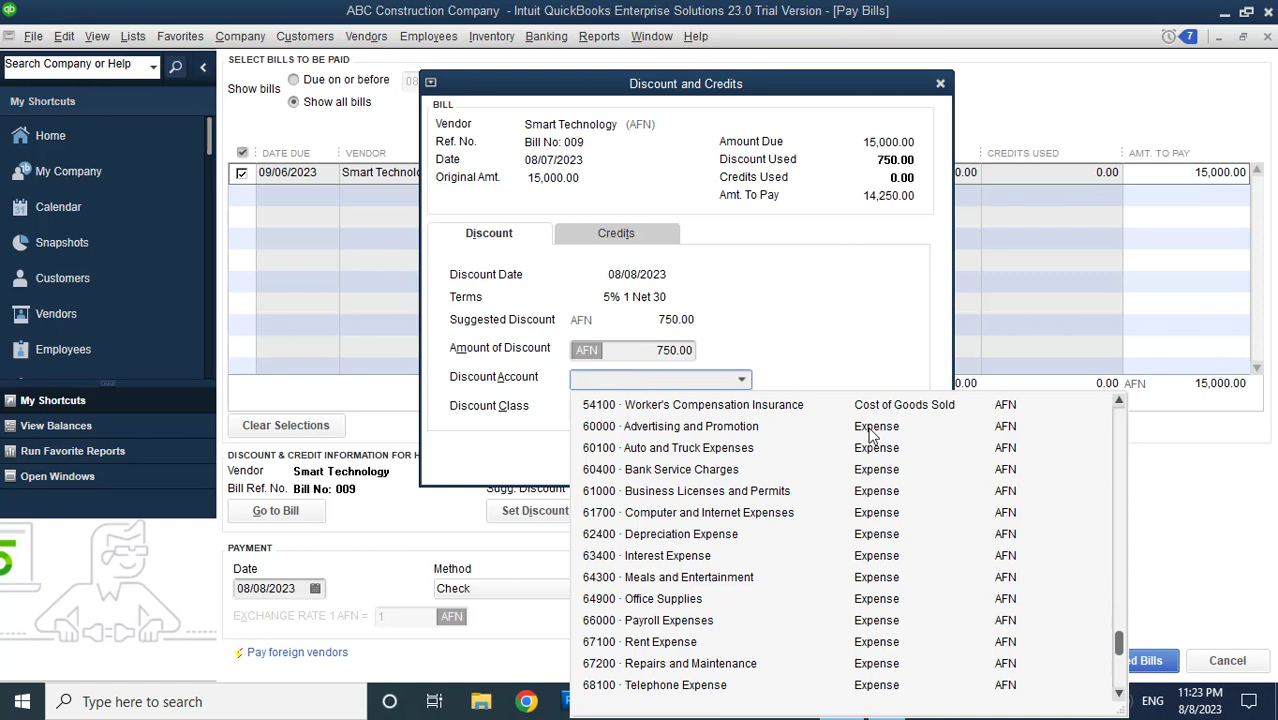 ABC Construction Company - Intuit QuickBooks Enterprise Solutions 23.0 Trial Version - [Pay Bills]
File Edit View Lists Favorites Company Customers Vendors Employees Inventory Banking Reports Window Help 7
Search Company or Help
My Shortcuts
Home
My Company
Calendar
Snapshots
Customers
Vendors
Employees
My Shortcuts
View Balances
Run Favorite Reports
Open Windows
SELECT BILLS TO BE PAID
Show bills Due on or before 08
Show all bills
DATE DUE VENDOR CREDITS USED AMT. TO PAY
09/06/2023 Smart Technolog 0.00 0.00 15,000.00
0.00 0.00 AFN 15,000.00
Clear Selections
DISCOUNT & CREDIT INFORMATION FOR H
Vendor Smart Technology
Bill Ref. No. Bill No: 009 Sugg. Discount
Go to Bill Set Discount
PAYMENT
Date Method
08/08/2023 Check
EXCHANGE RATE 1 AFN = 1 AFN
Pay foreign vendors
ed Bills Cancel
Discount and Credits
BILL
Vendor Smart Technology (AFN)
Ref. No. Bill No: 009 Amount Due 15,000.00
Date 08/07/2023 Discount Used 750.00
Original Amt. 15,000.00 Credits Used 0.00
Amt. To Pay 14,250.00
Discount Credits
Discount Date 08/08/2023
Terms 5% 1 Net 30
Suggested Discount AFN 750.00
Amount of Discount AFN 750.00
Discount Account
Discount Class
54100 · Worker's Compensation Insurance Cost of Goods Sold AFN
60000 · Advertising and Promotion Expense AFN
60100 · Auto and Truck Expenses Expense AFN
60400 · Bank Service Charges Expense AFN
61000 · Business Licenses and Permits Expense AFN
61700 · Computer and Internet Expenses Expense AFN
62400 · Depreciation Expense Expense AFN
63400 · Interest Expense Expense AFN
64300 · Meals and Entertainment Expense AFN
64900 · Office Supplies Expense AFN
66000 · Payroll Expenses Expense AFN
67100 · Rent Expense Expense AFN
67200 · Repairs and Maintenance Expense AFN
68100 · Telephone Expense Expense AFN
Type here to search
ENG
11:23 PM
8/8/2023